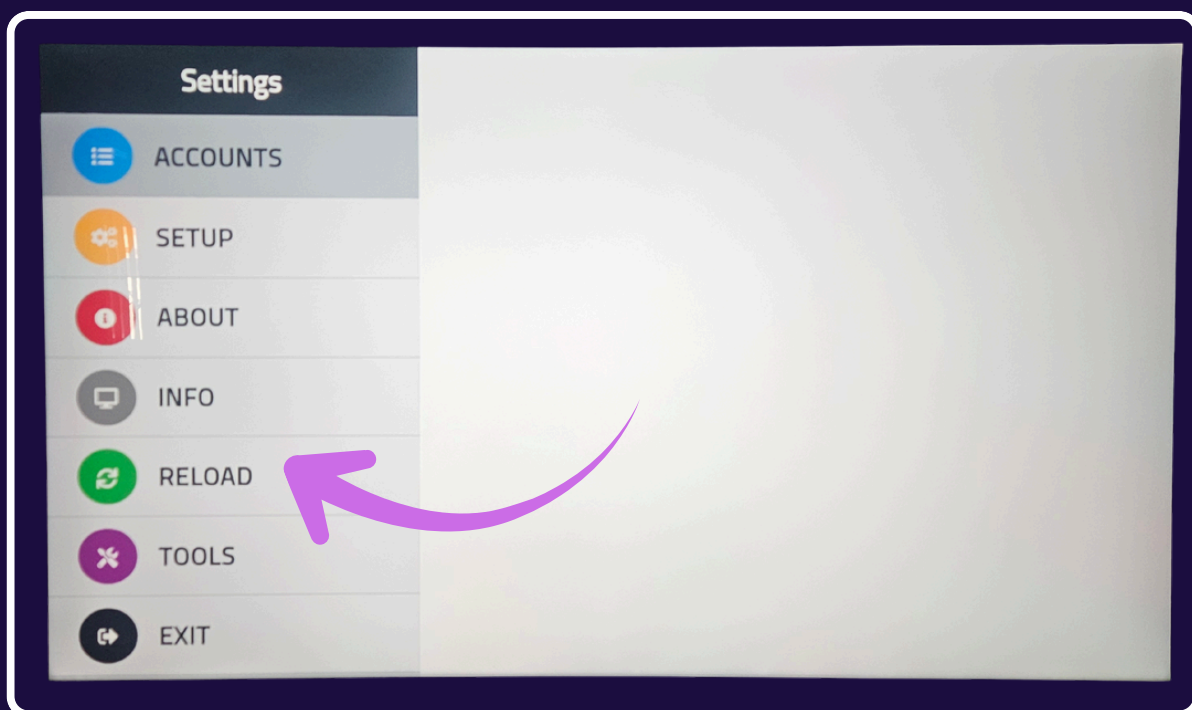 Settings
ACCOUNTS
SETUP
ABOUT
INFO
RELOAD
TOOLS
EXIT